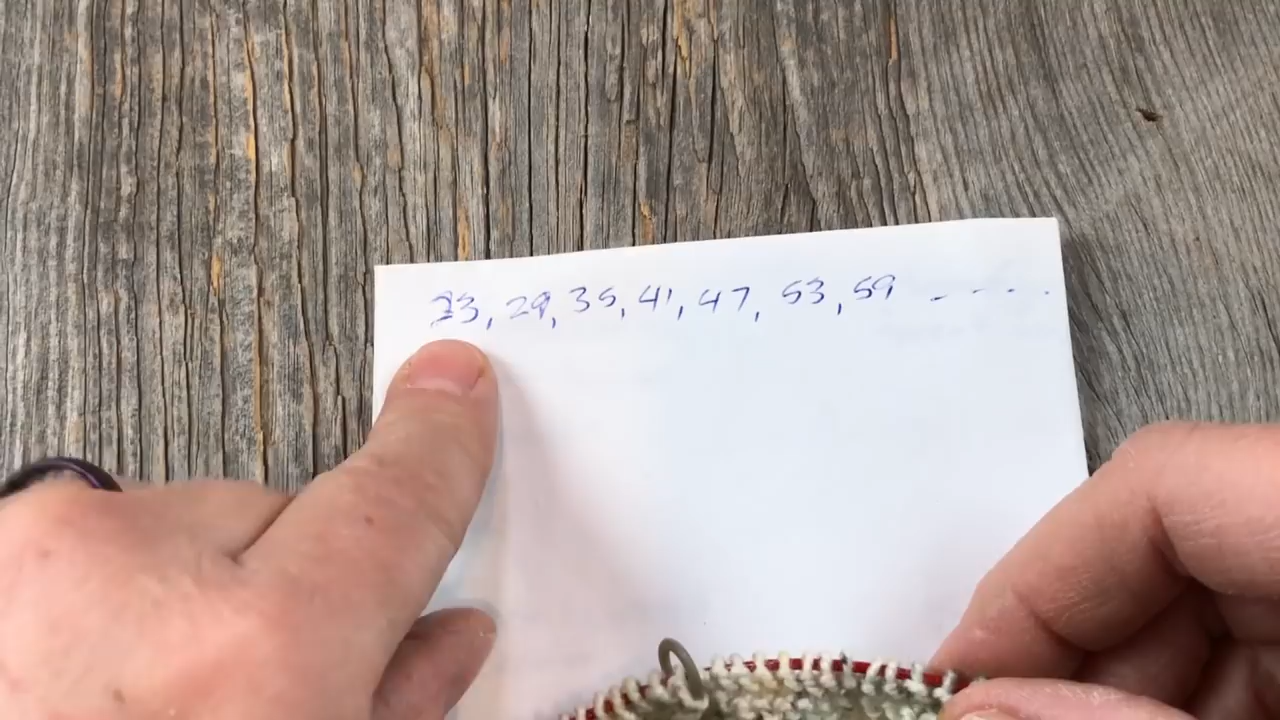 23, 29, 35, 41, 47, 53, 59 - - - .